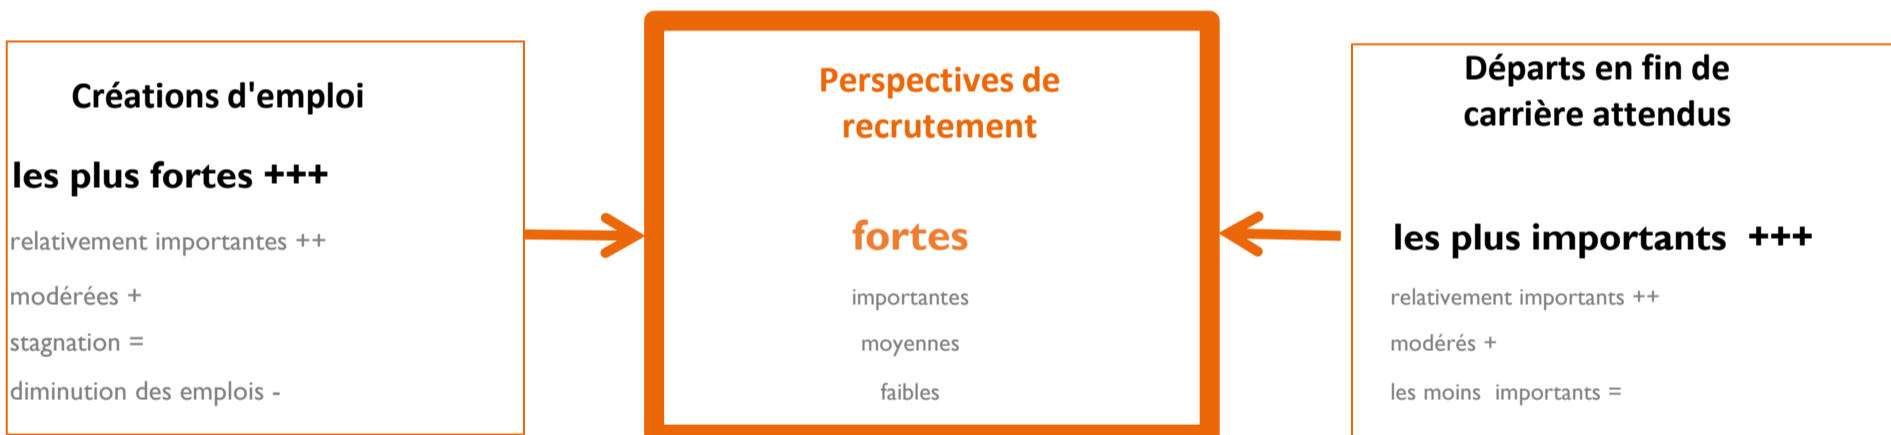 Créations d'emploi
les plus fortes +++
relativement importantes ++
modérées +
stagnation =
diminution des emplois -
Perspectives de
recrutement
fortes
importantes
moyennes
faibles
Départs en fin de
carrière attendus
les plus importants +++
relativement importants ++
modérés +
les moins importants =